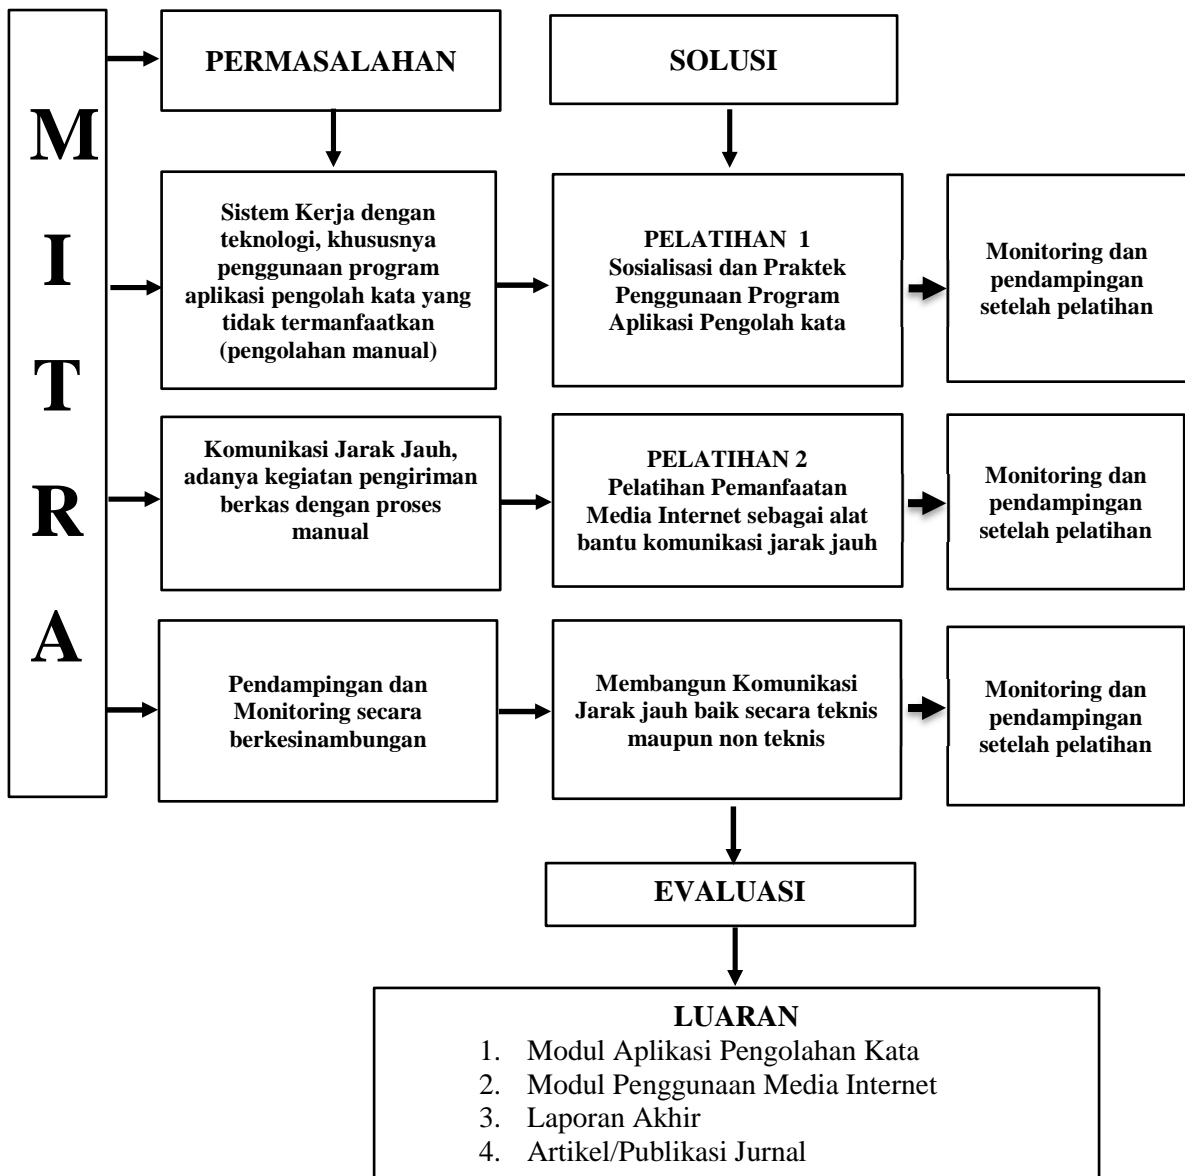 M
I
T
R
A
PERMASALAHAN
SOLUSI
Sistem Kerja dengan
teknologi, khususnya
penggunaan program
aplikasi pengolah kata yang
tidak termanfaatkan
(pengolahan manual)
PELATIHAN 1
Sosialisasi dan Praktek
Penggunaan Program
Aplikasi Pengolah kata
Monitoring dan
pendampingan
setelah pelatihan
Komunikasi Jarak Jauh,
adanya kegiatan pengiriman
berkas dengan proses
manual
PELATIHAN 2
Pelatihan Pemanfaatan
Media Internet sebagai alat
bantu komunikasi jarak jauh
Monitoring dan
pendampingan
setelah pelatihan
Pendampingan dan
Monitoring secara
berkesinambungan
Membangun Komunikasi
Jarak jauh baik secara teknis
maupun non teknis
Monitoring dan
pendampingan
setelah pelatihan
EVALUASI
LUARAN
1. Modul Aplikasi Pengolahan Kata
2. Modul Penggunaan Media Internet
3. Laporan Akhir
4. Artikel/Publikasi Jurnal